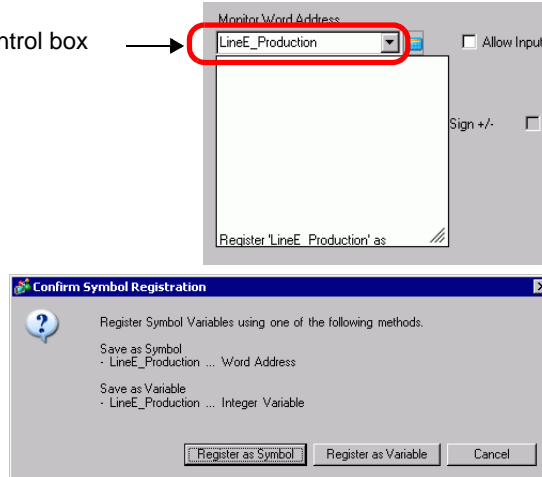 Monitor Word Address
ntrol box
LineE_Production
Allow Input
Sign +/-
Register 'LineE_Production' as
Confirm Symbol Registration
Register Symbol Variables using one of the following methods.
Save as Symbol
- LineE_Production ... Word Address
Save as Variable
- LineE_Production ... Integer Variable
Register as Symbol Register as Variable Cancel